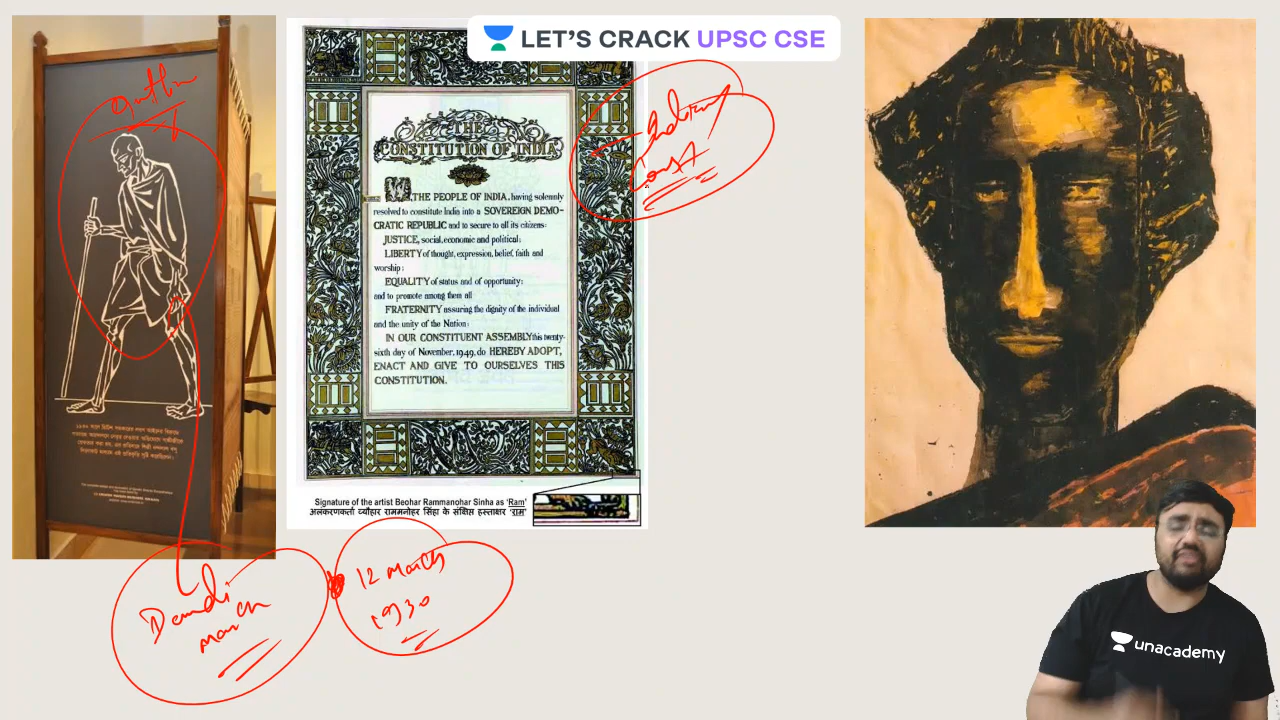 LET'S CRACK UPSC CSE
THE
CONSTITUTION OF INDIA
WE, THE PEOPLE OF INDIA, having solemnly
resolved to constitute India into a SOVEREIGN DEMO-
CRATIC REPUBLIC and to secure to all its citizens:
JUSTICE, social, economic and political;
LIBERTY of thought, expression, belief, faith and
worship;
EQUALITY of status and of opportunity;
and to promote among them all
FRATERNITY assuring the dignity of the individual
and the unity of the Nation;
IN OUR CONSTITUENT ASSEMBLY this twenty-
sixth day of November, 1949, do HEREBY ADOPT,
ENACT AND GIVE TO OURSELVES THIS
CONSTITUTION.
Signature of the artist Beohar Rammanohar Sinha as 'Ram'
अलंकरणकर्ता ब्यौहार राममनोहर सिंहा के संक्षिप्त हस्ताक्षर 'राम'
Indian
Const
Dandi
march
12 march
1930
unacademy